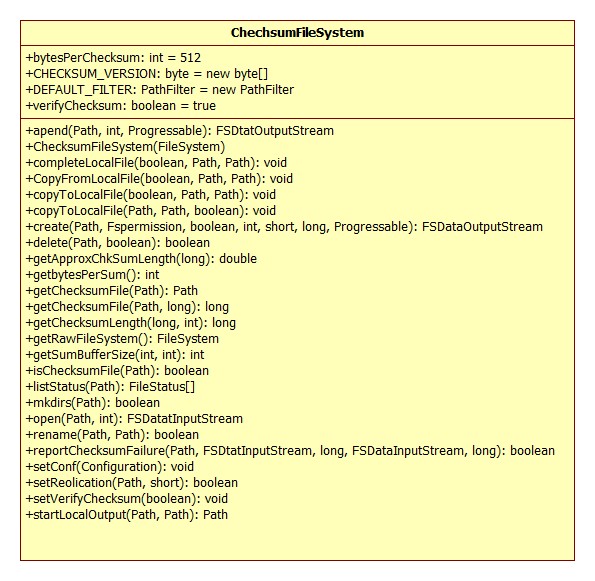 ChechsumFileSystem
+bytesPerChecksum: int = 512
+CHECKSUM_VERSION: byte = new byte[]
+DEFAULT_FILTER: PathFilter = new PathFilter
+verifyChecksum: boolean = true
+apend(Path, int, Progressable): FSDtatOutputStream
+ChecksumFileSystem(FileSystem)
+completeLocalFile(boolean, Path, Path): void
+CopyFromLocalFile(boolean, Path, Path): void
+copyToLocalFile(boolean, Path, Path): void
+copyToLocalFile(Path, Path, boolean): void
+create(Path, Fspermission, boolean, int, short, long, Progressable): FSDataOutputStream
+delete(Path, boolean): boolean
+getApproxChkSumLength(long): double
+getbytesPerSum(): int
+getChecksumFile(Path): Path
+getChecksumFile(Path, long): long
+getChecksumLength(long, int): long
+getRawFileSystem(): FileSystem
+getSumBufferSize(int, int): int
+isChecksumFile(Path): boolean
+listStatus(Path): FileStatus[]
+mkdirs(Path): boolean
+open(Path, int): FSDatatInputStream
+rename(Path, Path): boolean
+reportChecksumFailure(Path, FSDtatInputStream, long, FSDataInputStream, long): boolean
+setConf(Configuration): void
+setReolication(Path, short): boolean
+setVerifyChecksum(boolean): void
+startLocalOutput(Path, Path): Path